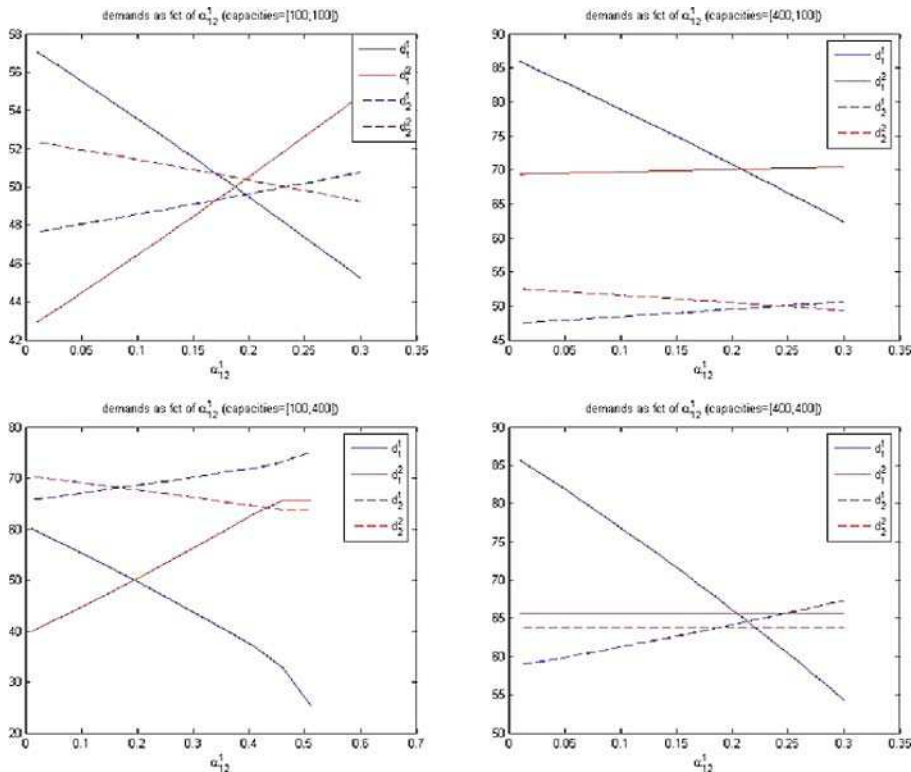 demands as fct of α¹₁₂ (capacities=[100;100])
58
56
54
52
50
48
46
44
42
0 0.05 0.1 0.15 0.2 0.25 0.3 0.35
α¹₁₂
demands as fct of α¹₁₂ (capacities=[400;100])
90
85
80
75
70
65
60
55
50
45
0 0.05 0.1 0.15 0.2 0.25 0.3 0.35
α¹₁₂
d¹₁
d²₁
d¹₂
d²₂
demands as fct of α¹₁₂ (capacities=[100;400])
80
70
60
50
40
30
20
0 0.1 0.2 0.3 0.4 0.5 0.6 0.7
α¹₁₂
d¹₁
d²₁
d¹₂
d²₂
demands as fct of α¹₁₂ (capacities=[400;400])
90
85
80
75
70
65
60
55
50
0 0.05 0.1 0.15 0.2 0.25 0.3 0.35
α¹₁₂
d¹₁
d²₁
d¹₂
d²₂